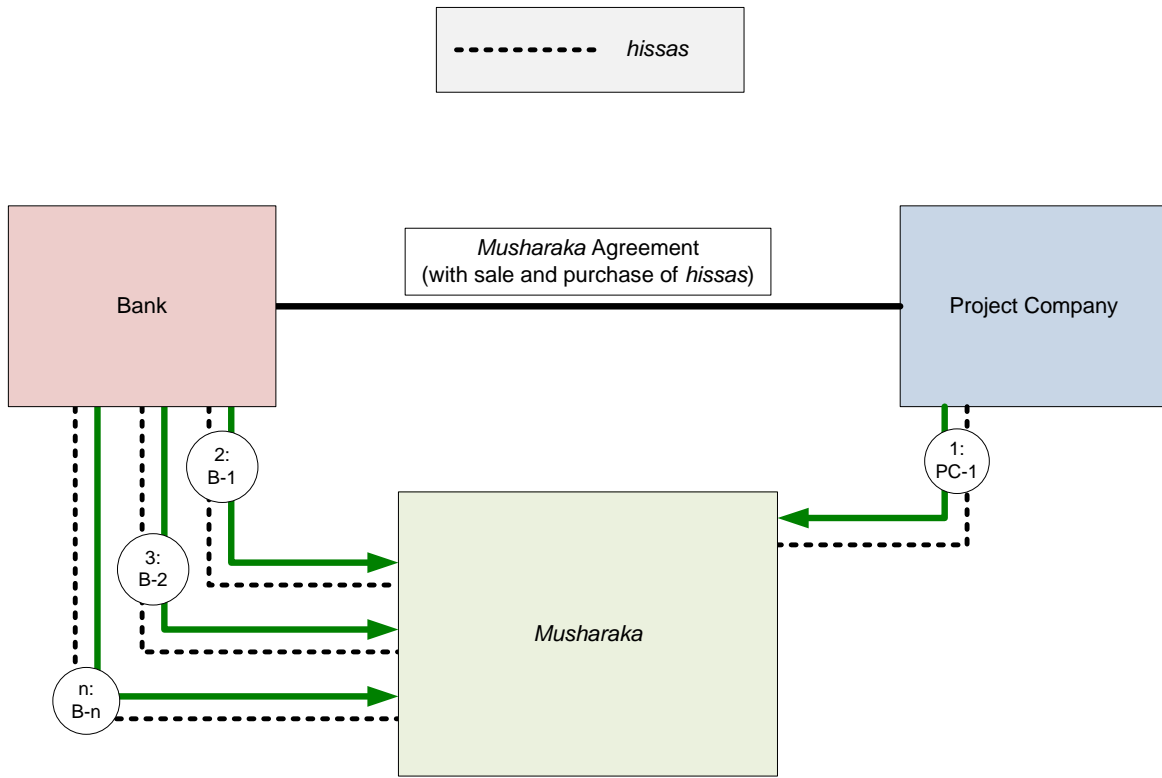 hissas
Musharaka Agreement
(with sale and purchase of hissas)
Bank
Project Company
2:
B-1
1:
PC-1
3:
B-2
Musharaka
n:
B-n